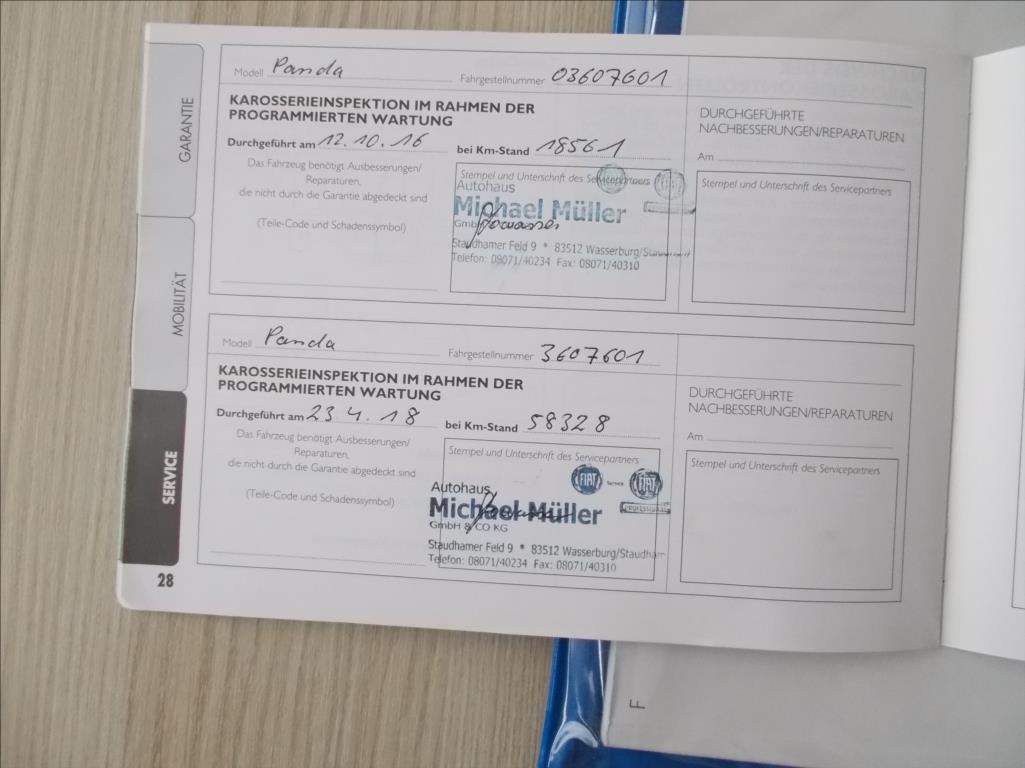 Modell Panda Fahrgestellnummer 03607601
KAROSSERIEINSPEKTION IM RAHMEN DER
PROGRAMMIERTEN WARTUNG
Durchgeführt am 12.10.16 bei Km-Stand 18561
Das Fahrzeug benötigt Ausbesserungen/
Reparaturen,
die nicht durch die Garantie abgedeckt sind
(Teile-Code und Schadenssymbol)
Stempel und Unterschrift des Servicepartners
Autohaus
Michael Müller
GmbH
Staudhamer Feld 9 * 83512 Wasserburg/Staudham
Telefon: 08071/40234 Fax: 08071/40310
DURCHGEFÜHRTE
NACHBESSERUNGEN/REPARATUREN
Am
Stempel und Unterschrift des Servicepartners
Modell Panda Fahrgestellnummer 3607601
KAROSSERIEINSPEKTION IM RAHMEN DER
PROGRAMMIERTEN WARTUNG
Durchgeführt am 23.4.18 bei Km-Stand 58328
Das Fahrzeug benötigt Ausbesserungen/
Reparaturen,
die nicht durch die Garantie abgedeckt sind
(Teile-Code und Schadenssymbol)
Stempel und Unterschrift des Servicepartners
FIAT Service FIAT
PROFESSIONAL
Autohaus
Michael Müller
GmbH & CO KG
Staudhamer Feld 9 * 83512 Wasserburg/Staudham
Telefon: 08071/40234 Fax: 08071/40310
DURCHGEFÜHRTE
NACHBESSERUNGEN/REPARATUREN
Am
Stempel und Unterschrift des Servicepartners
GARANTIE
MOBILITÄT
SERVICE
28
F